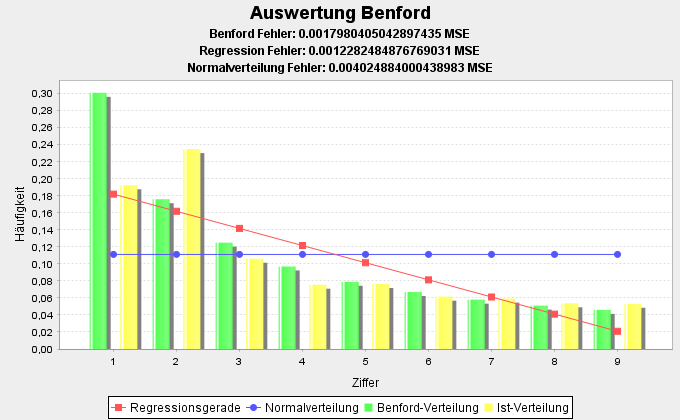 Auswertung Benford
Benford Fehler: 0.0017980405042897435 MSE
Regression Fehler: 0.0012282484876769031 MSE
Normalverteilung Fehler: 0.004024884000438983 MSE
Häufigkeit
0,30
0,28
0,26
0,24
0,22
0,20
0,18
0,16
0,14
0,12
0,10
0,08
0,06
0,04
0,02
0,00
1 2 3 4 5 6 7 8 9
Ziffer
Regressionsgerade Normalverteilung Benford-Verteilung Ist-Verteilung